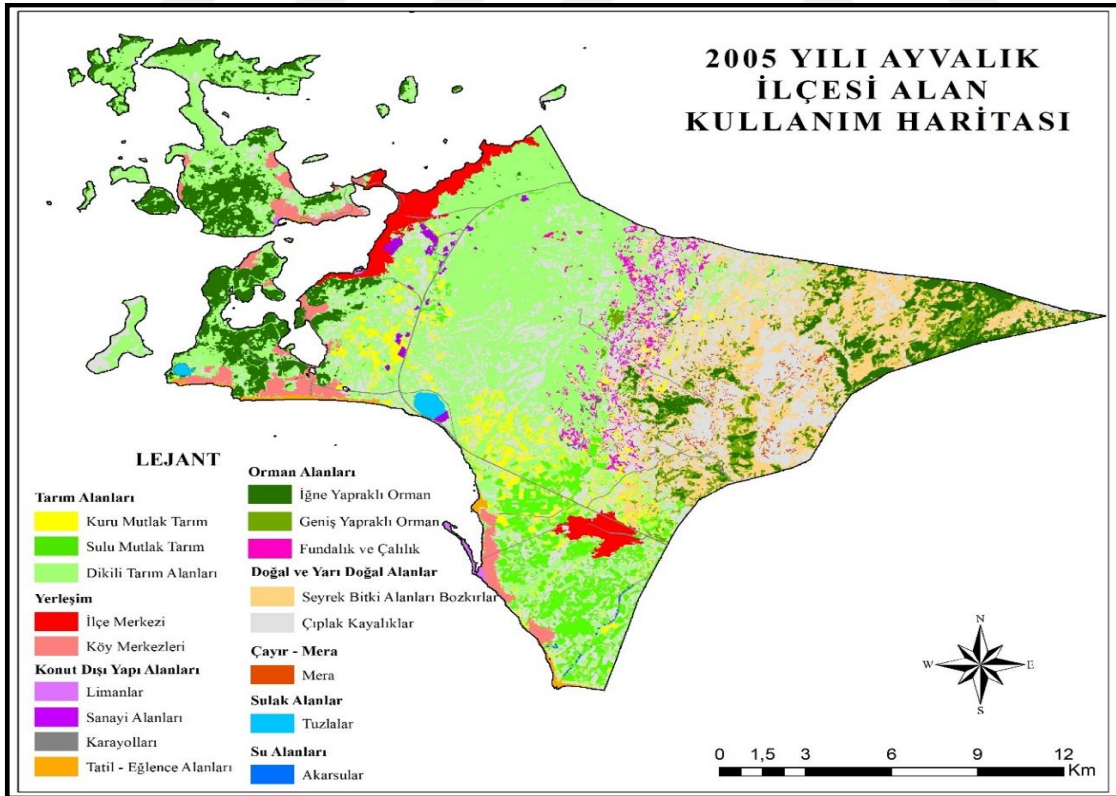 2005 YILI AYVALIK
İLÇESİ ALAN
KULLANIM HARİTASI
LEJANT
Tarım Alanları
Kuru Mutlak Tarım
Sulu Mutlak Tarım
Dikili Tarım Alanları
Yerleşim
İlçe Merkezi
Köy Merkezleri
Konut Dışı Yapı Alanları
Limanlar
Sanayi Alanları
Karayolları
Tatil - Eğlence Alanları
Orman Alanları
İğne Yapraklı Orman
Geniş Yapraklı Orman
Fundalık ve Çalılık
Doğal ve Yarı Doğal Alanlar
Seyrek Bitki Alanları Bozkırlar
Çıplak Kayalıklar
Çayır - Mera
Mera
Sulak Alanlar
Tuzlalar
Su Alanları
Akarsular
N
W
E
S
0 1,5 3 6 9 12
Km